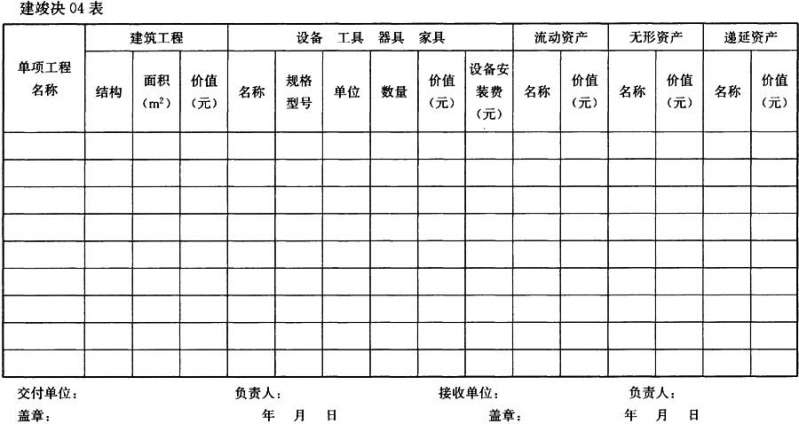 建竣决 04 表
单项工程名称 建筑工程 设备 工具 器具 家具 流动资产 无形资产 递延资产
结构 面积（m²） 价值（元） 名称 规格型号 单位 数量 价值（元） 设备安装费（元） 名称 价值（元） 名称 价值（元） 名称 价值（元）
交付单位： 负责人： 接收单位： 负责人：
盖章： 年 月 日 盖章： 年 月 日